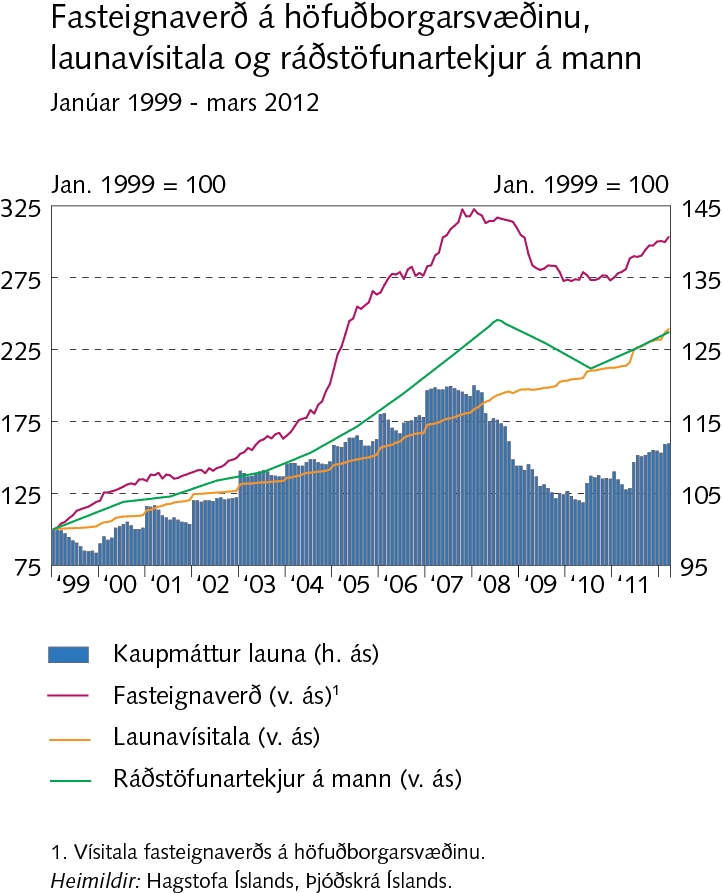 Fasteignaverð á höfuðborgarsvæðinu,
launavísitala og ráðstöfunartekjur á mann
Janúar 1999 - mars 2012
Jan. 1999 = 100 Jan. 1999 = 100
325 145
275 135
225 125
175 115
125 105
75 95
‘99 ‘00 ‘01 ‘02 ‘03 ‘04 ‘05 ‘06 ‘07 ‘08 ‘09 ‘10 ‘11
Kaupmáttur launa (h. ás)
Fasteignaverð (v. ás)¹
Launavísitala (v. ás)
Ráðstöfunartekjur á mann (v. ás)
1. Vísitala fasteignaverðs á höfuðborgarsvæðinu.
Heimildir: Hagstofa Íslands, Þjóðskrá Íslands.